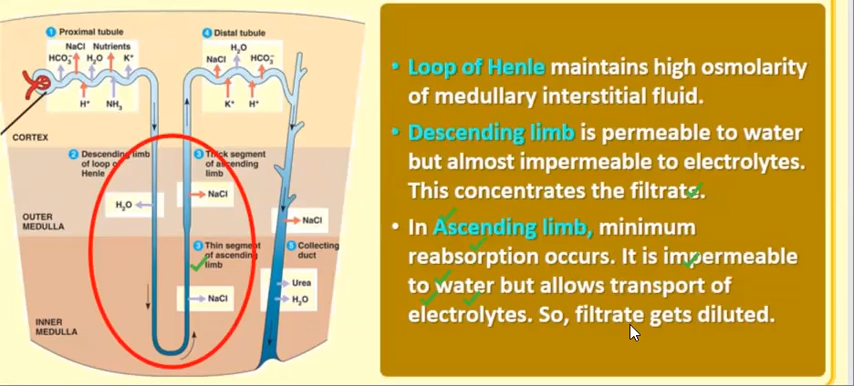 1 Proximal tubule
NaCl Nutrients
HCO₃⁻ H₂O K⁺
H⁺ NH₃
4 Distal tubule
H₂O
NaCl HCO₃⁻
K⁺ H⁺
CORTEX
2 Descending limb
of loop of
Henle
3 Thick segment
of ascending
limb
NaCl
H₂O
OUTER
MEDULLA
NaCl
3 Thin segment
of ascending
limb
5 Collecting
duct
NaCl
Urea
H₂O
INNER
MEDULLA
• Loop of Henle maintains high osmolarity
of medullary interstitial fluid.
• Descending limb is permeable to water
but almost impermeable to electrolytes.
This concentrates the filtrate.
• In Ascending limb, minimum
reabsorption occurs. It is impermeable
to water but allows transport of
electrolytes. So, filtrate gets diluted.